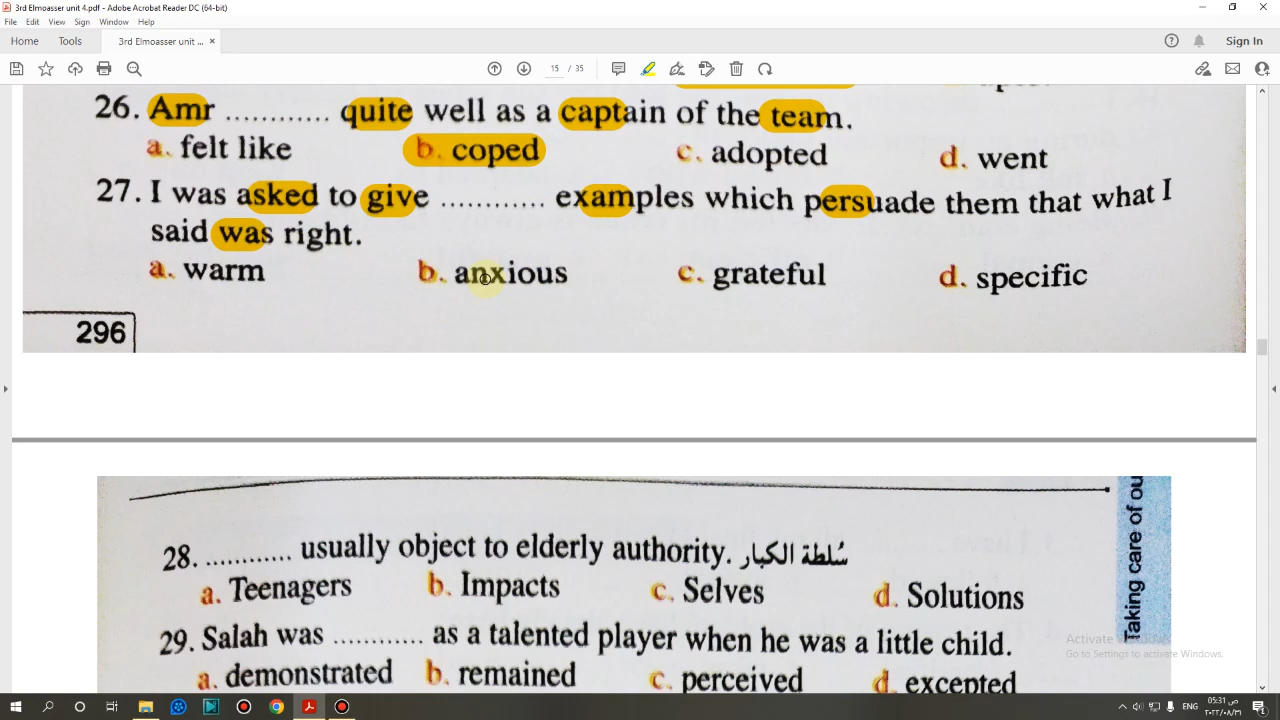 3rd Elmoasser unit 4.pdf - Adobe Acrobat Reader DC (64-bit)
File Edit View Sign Window Help
Home Tools 3rd Elmoasser unit ... × Sign In
15 / 35
26. Amr ............ quite well as a captain of the team.
a. felt like b. coped c. adopted d. went
27. I was asked to give ............ examples which persuade them that what I
said was right.
a. warm b. anxious c. grateful d. specific
296
28. ........... usually object to elderly authority. سُلطة الكبار
a. Teenagers b. Impacts c. Selves d. Solutions
29. Salah was ............ as a talented player when he was a little child.
a. demonstrated b. remained c. perceived d. excepted
Taking care of ou
Activate Windows
Go to Settings to activate Windows.
ENG
05:31 ص
٢٠٢٢/٠٨/٣١